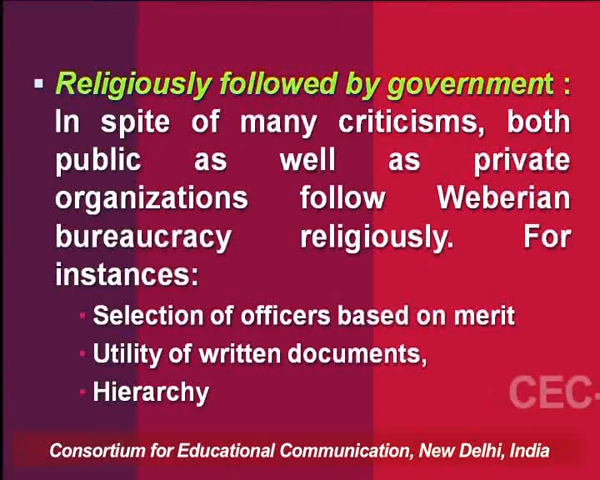 Religiously followed by government :
In spite of many criticisms, both
public as well as private
organizations follow Weberian
bureaucracy religiously. For
instances:
Selection of officers based on merit
Utility of written documents,
Hierarchy
CEC-
Consortium for Educational Communication, New Delhi, India